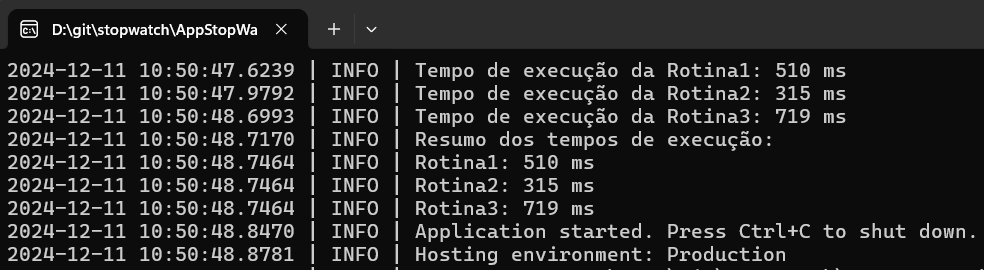 D:\git\stopwatch\AppStopWa
2024-12-11 10:50:47.6239 | INFO | Tempo de execução da Rotina1: 510 ms
2024-12-11 10:50:47.9792 | INFO | Tempo de execução da Rotina2: 315 ms
2024-12-11 10:50:48.6993 | INFO | Tempo de execução da Rotina3: 719 ms
2024-12-11 10:50:48.7170 | INFO | Resumo dos tempos de execução:
2024-12-11 10:50:48.7464 | INFO | Rotina1: 510 ms
2024-12-11 10:50:48.7464 | INFO | Rotina2: 315 ms
2024-12-11 10:50:48.7464 | INFO | Rotina3: 719 ms
2024-12-11 10:50:48.8470 | INFO | Application started. Press Ctrl+C to shut down.
2024-12-11 10:50:48.8781 | INFO | Hosting environment: Production